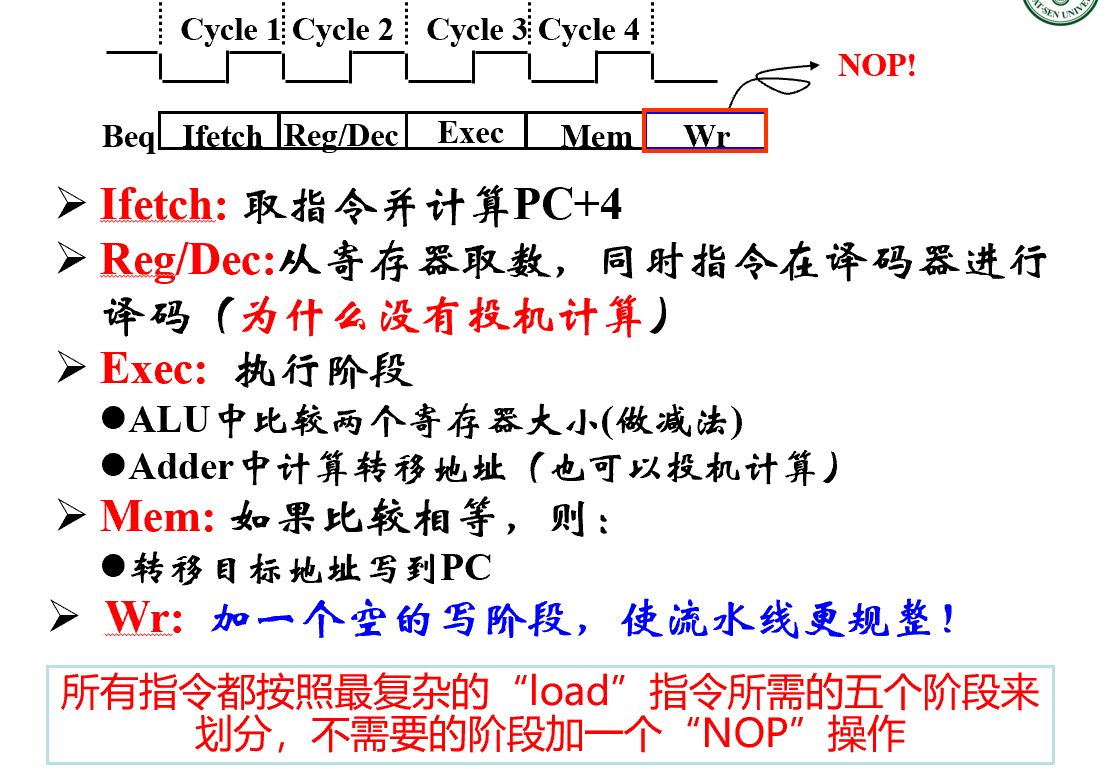 AT-SEN UNIVE
Cycle 1 Cycle 2 Cycle 3 Cycle 4
NOP!
Beq Ifetch Reg/Dec Exec Mem Wr
Ifetch: 取指令并计算PC+4
Reg/Dec:从寄存器取数，同时指令在译码器进行
译码（为什么没有投机计算）
Exec: 执行阶段
ALU中比较两个寄存器大小(做减法)
Adder中计算转移地址（也可以投机计算）
Mem: 如果比较相等，则：
转移目标地址写到PC
Wr: 加一个空的写阶段，使流水线更规整！
所有指令都按照最复杂的“load”指令所需的五个阶段来
划分，不需要的阶段加一个“NOP”操作